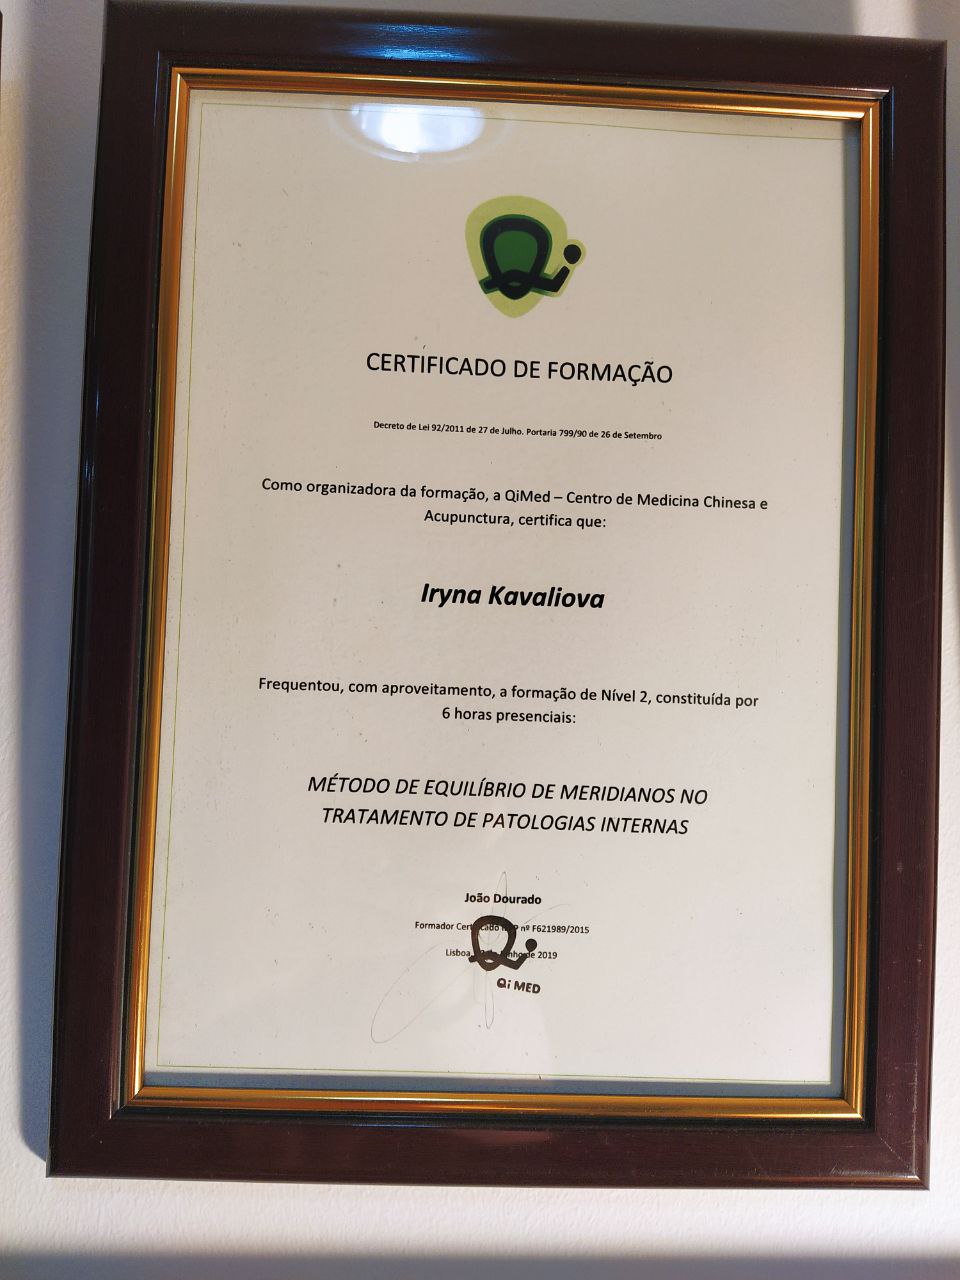 CERTIFICADO DE FORMAÇÃO
Decreto de Lei 92/2011 de 27 de Julho. Portaria 799/90 de 26 de Setembro
Como organizadora da formação, a QiMed – Centro de Medicina Chinesa e
Acupunctura, certifica que:
Iryna Kavaliova
Frequentou, com aproveitamento, a formação de Nível 2, constituída por
6 horas presenciais:
MÉTODO DE EQUILÍBRIO DE MERIDIANOS NO
TRATAMENTO DE PATOLOGIAS INTERNAS
João Dourado
Formador nº F621989/2015
Lisboa, de 2019
Qi MED